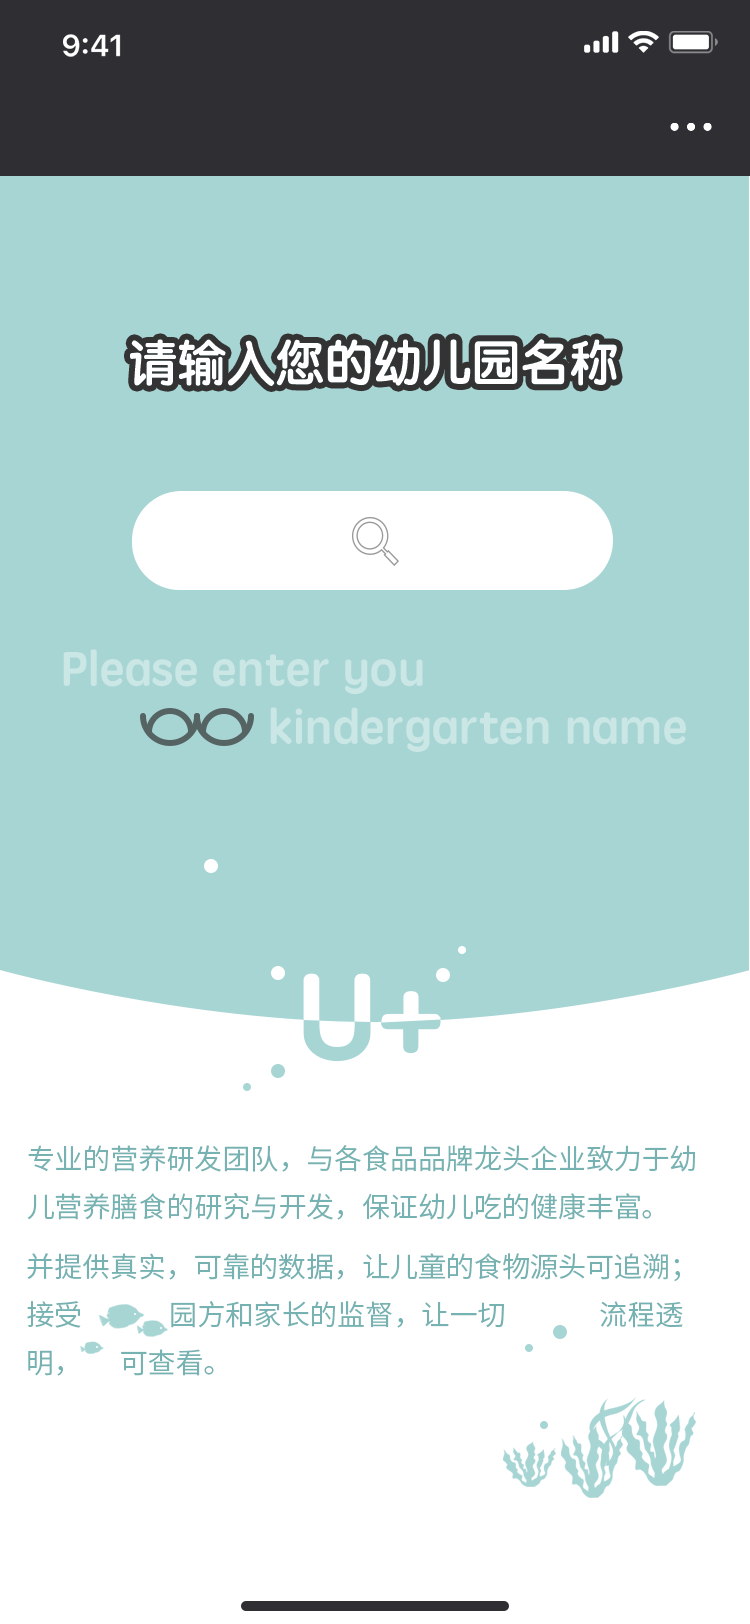 9:41
请输入您的幼儿园名称
Please enter you
kindergarten name
U+
专业的营养研发团队，与各食品品牌龙头企业致力于幼
儿营养膳食的研究与开发，保证幼儿吃的健康丰富。
并提供真实，可靠的数据，让儿童的食物源头可追溯；
接受 园方和家长的监督，让一切 流程透
明， 可查看。